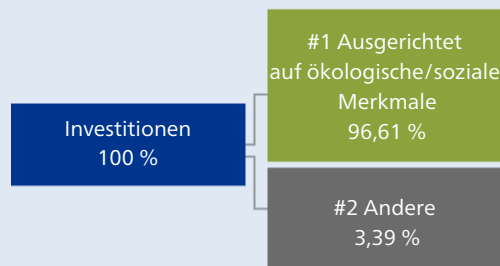 #1 Ausgerichtet
auf ökologische/soziale
Merkmale
96,61 %
Investitionen
100 %
#2 Andere
3,39 %